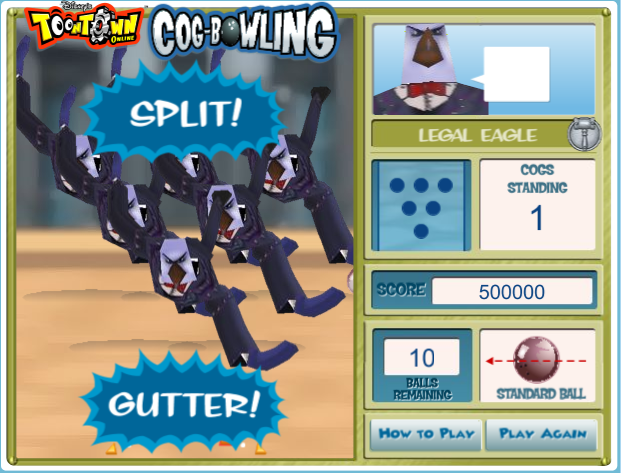 Disney's
TOONTOWN
ONLINE
COG-BOWLING
SPLIT!
LEGAL EAGLE
COGS
STANDING
1
SCORE 500000
10
BALLS
REMAINING
STANDARD BALL
GUTTER!
HOW TO PLAY
PLAY AGAIN